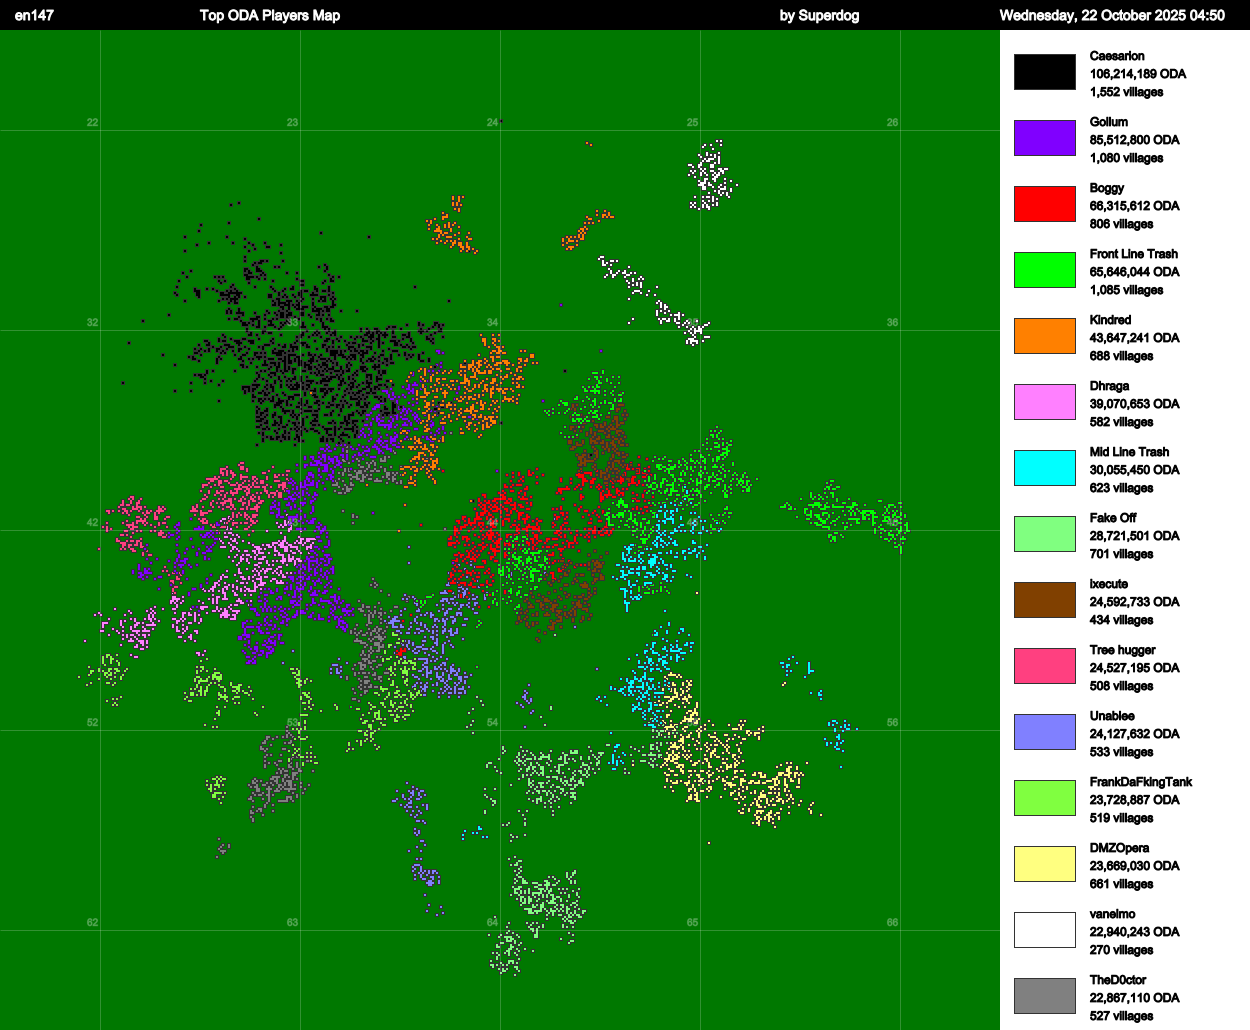 en147 Top ODA Players Map by Superdog Wednesday, 22 October 2025 04:50
Caesarion
106,214,189 ODA
1,552 villages
Gollum
85,512,800 ODA
1,080 villages
Boggy
66,315,612 ODA
806 villages
Front Line Trash
65,646,044 ODA
1,085 villages
Kindred
43,647,241 ODA
688 villages
Dhraga
39,070,653 ODA
582 villages
Mid Line Trash
30,055,450 ODA
623 villages
Fake Off
28,721,501 ODA
701 villages
ixecute
24,592,733 ODA
434 villages
Tree hugger
24,527,195 ODA
508 villages
Unablee
24,127,632 ODA
533 villages
FrankDaFkingTank
23,728,887 ODA
519 villages
DMZOpera
23,669,030 ODA
661 villages
vanelmo
22,940,243 ODA
270 villages
TheD0ctor
22,867,110 ODA
527 villages
22 23 24 25 26
32 33 34 35 36
42 43 44 45 46
52 53 54 56
62 63 64 65 66